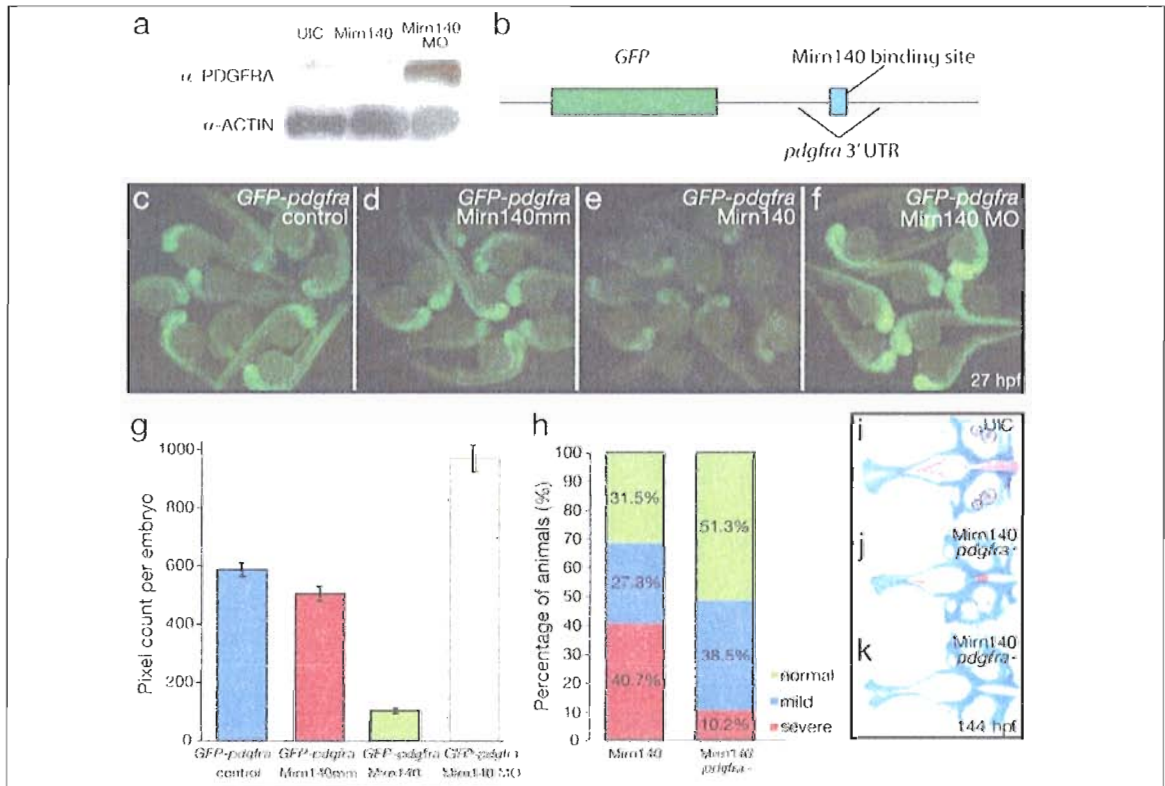 a
UIC Mirn140 Mirn140 MO
α PDGFRA
α-ACTIN
b
GFP
Mirn140 binding site
pdgfra 3' UTR
c GFP-pdgfra control
d GFP-pdgfra Mirn140mm
e GFP-pdgfra Mirn140
f GFP-pdgfra Mirn140 MO
27 hpf
g
Pixel count per embryo
1000
800
600
400
200
0
GFP-pdgfra control
GFP-pdgfra Mirn140mm
GFP-pdgfra Mirn140
GFP-pdgfra Mirn140 MO
h
Percentage of animals (%)
100
90
80
70
60
50
40
30
20
10
0
31.5%
27.8%
40.7%
51.3%
38.5%
10.2%
Mirn140
Mirn140 pdgfra-
normal
mild
severe
i UIC
j Mirn140 pdgfra-
k Mirn140 pdgfra-
144 hpf